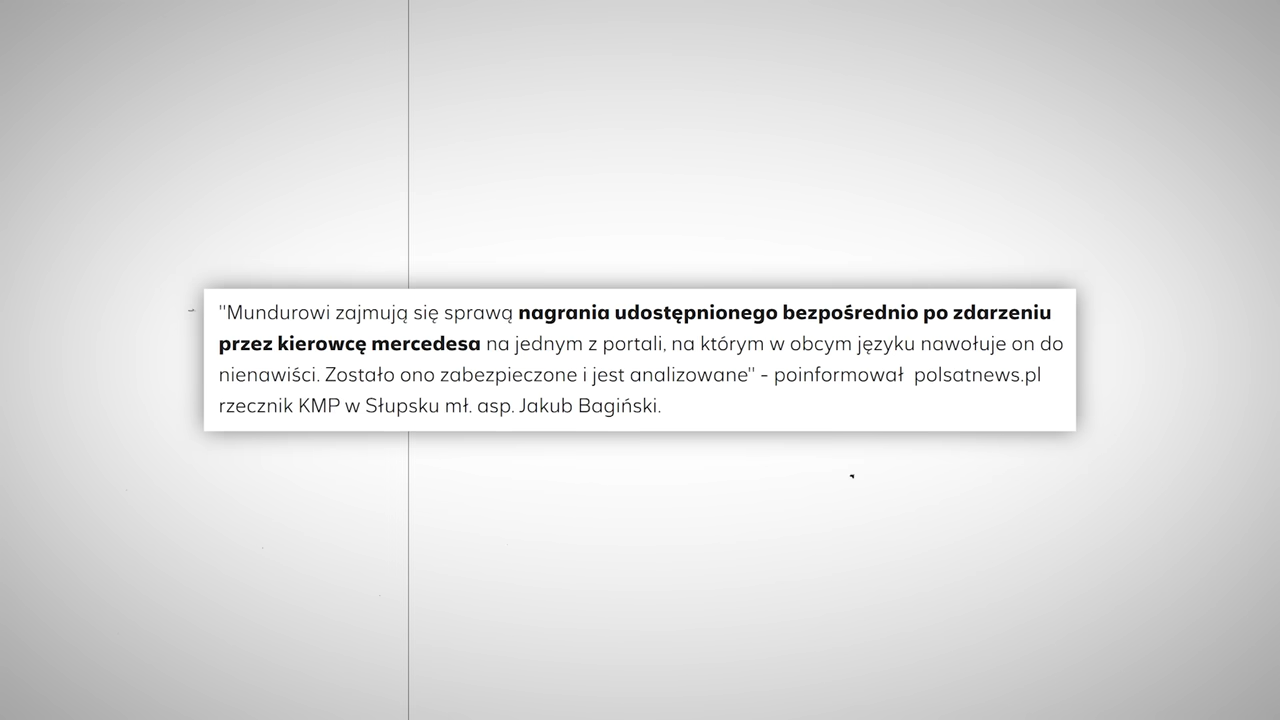 "Mundurowi zajmują się sprawą nagrania udostępnionego bezpośrednio po zdarzeniu
przez kierowcę mercedesa na jednym z portali, na którym w obcym języku nawołuje on do
nienawiści. Zostało ono zabezpieczone i jest analizowane" - poinformował polsatnews.pl
rzecznik KMP w Słupsku mł. asp. Jakub Bagiński.